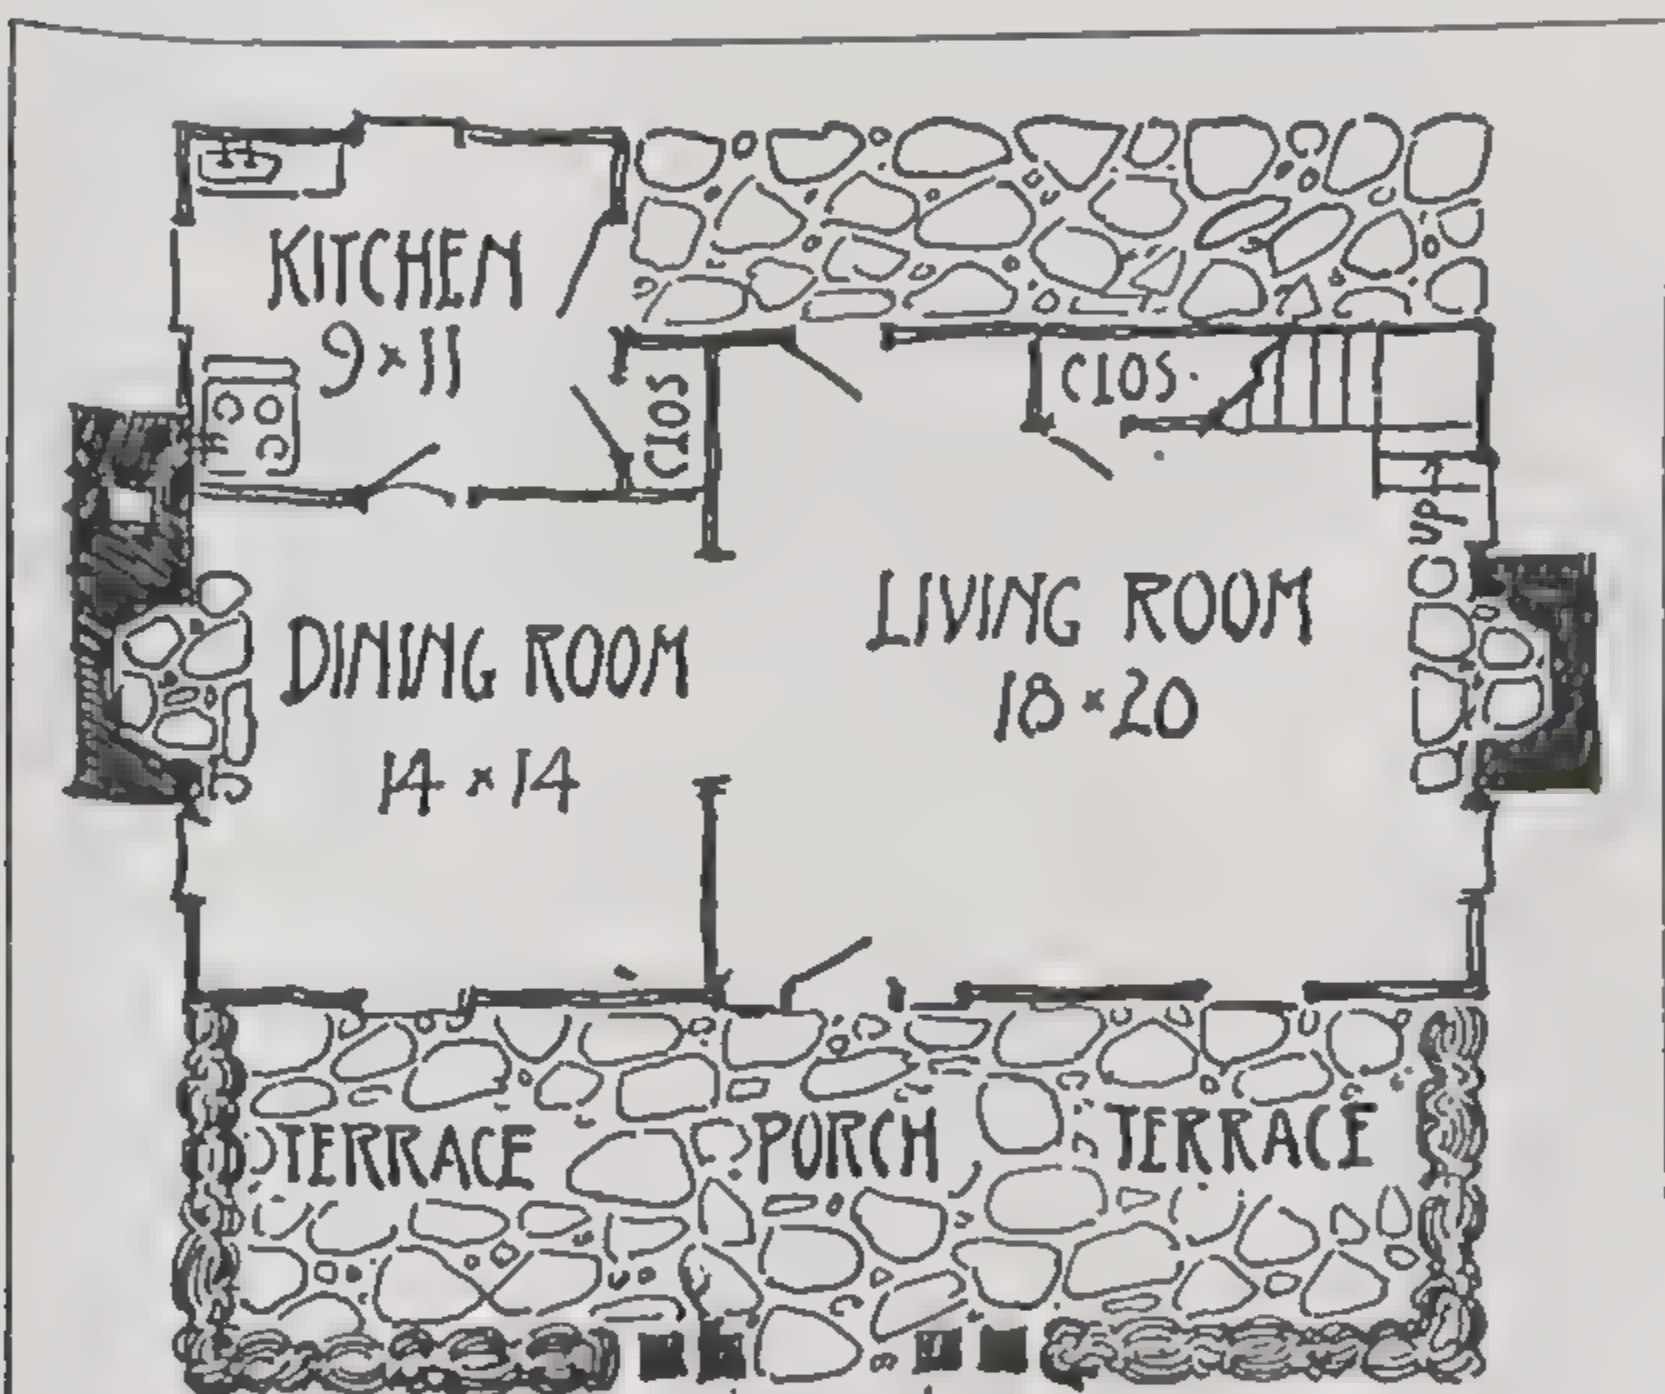 KITCHEN
9 x 11
CLOS
CLOS.
UP
DINING ROOM
14 x 14
LIVING ROOM
18 x 20
TERRACE
PORCH
TERRACE